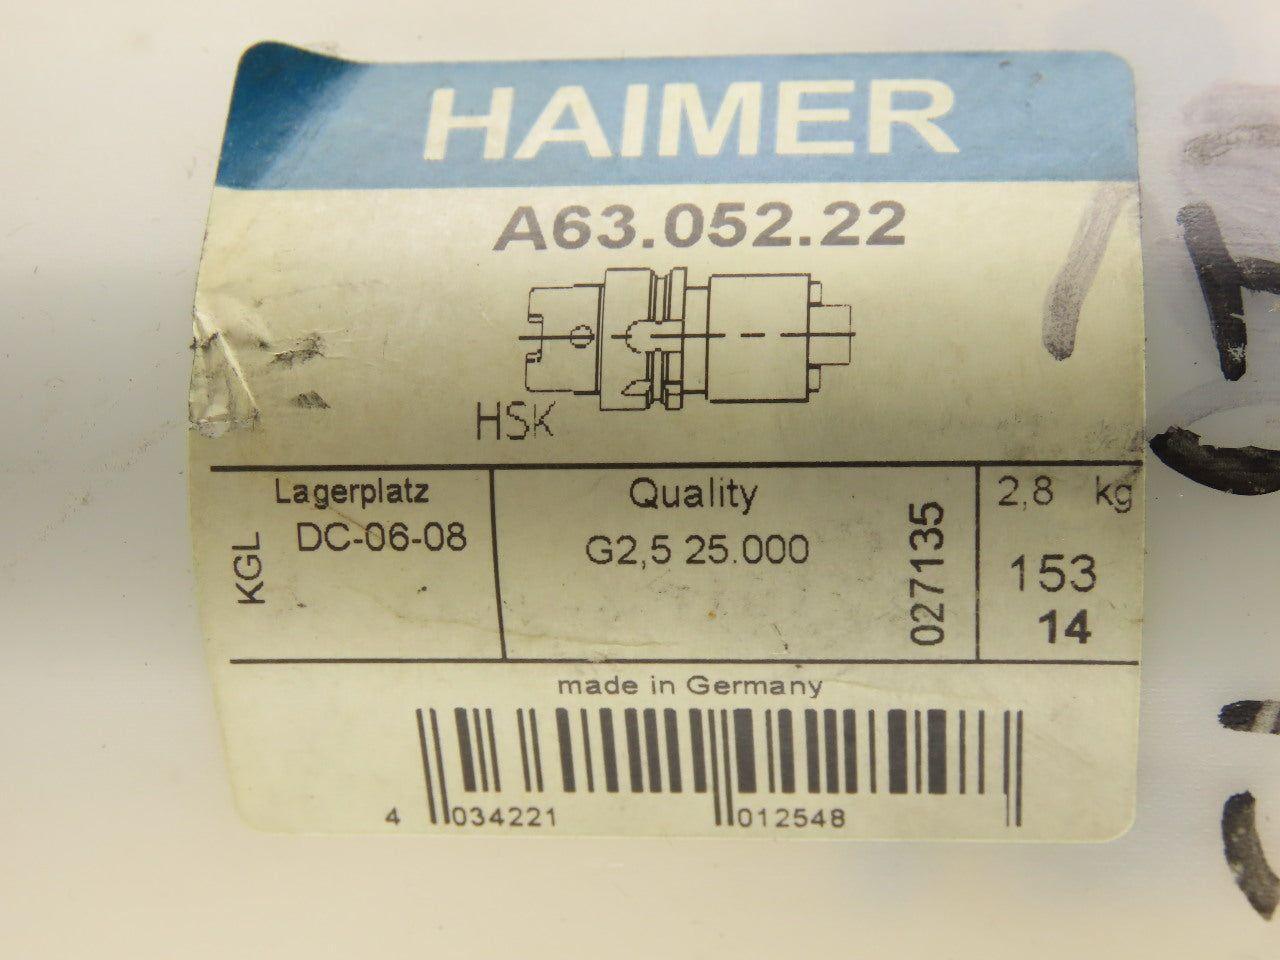 HAIMER
A63.052.22
HSK
KGL
Lagerplatz
DC-06-08
Quality
G2,5 25.000
027135
2,8 kg
153
14
made in Germany
4 034221 012548